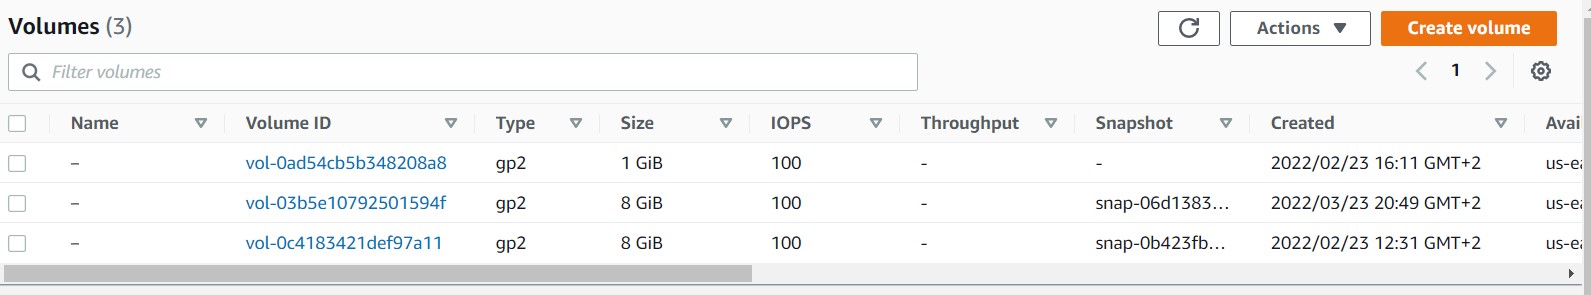 Volumes (3)
Actions
Create volume
Filter volumes
1
Name Volume ID Type Size IOPS Throughput Snapshot Created Avai
– vol-0ad54cb5b348208a8 gp2 1 GiB 100 - - 2022/02/23 16:11 GMT+2 us-ea
– vol-03b5e10792501594f gp2 8 GiB 100 - snap-06d1383... 2022/03/23 20:49 GMT+2 us-ea
– vol-0c4183421def97a11 gp2 8 GiB 100 - snap-0b423fb... 2022/02/23 12:31 GMT+2 us-ea